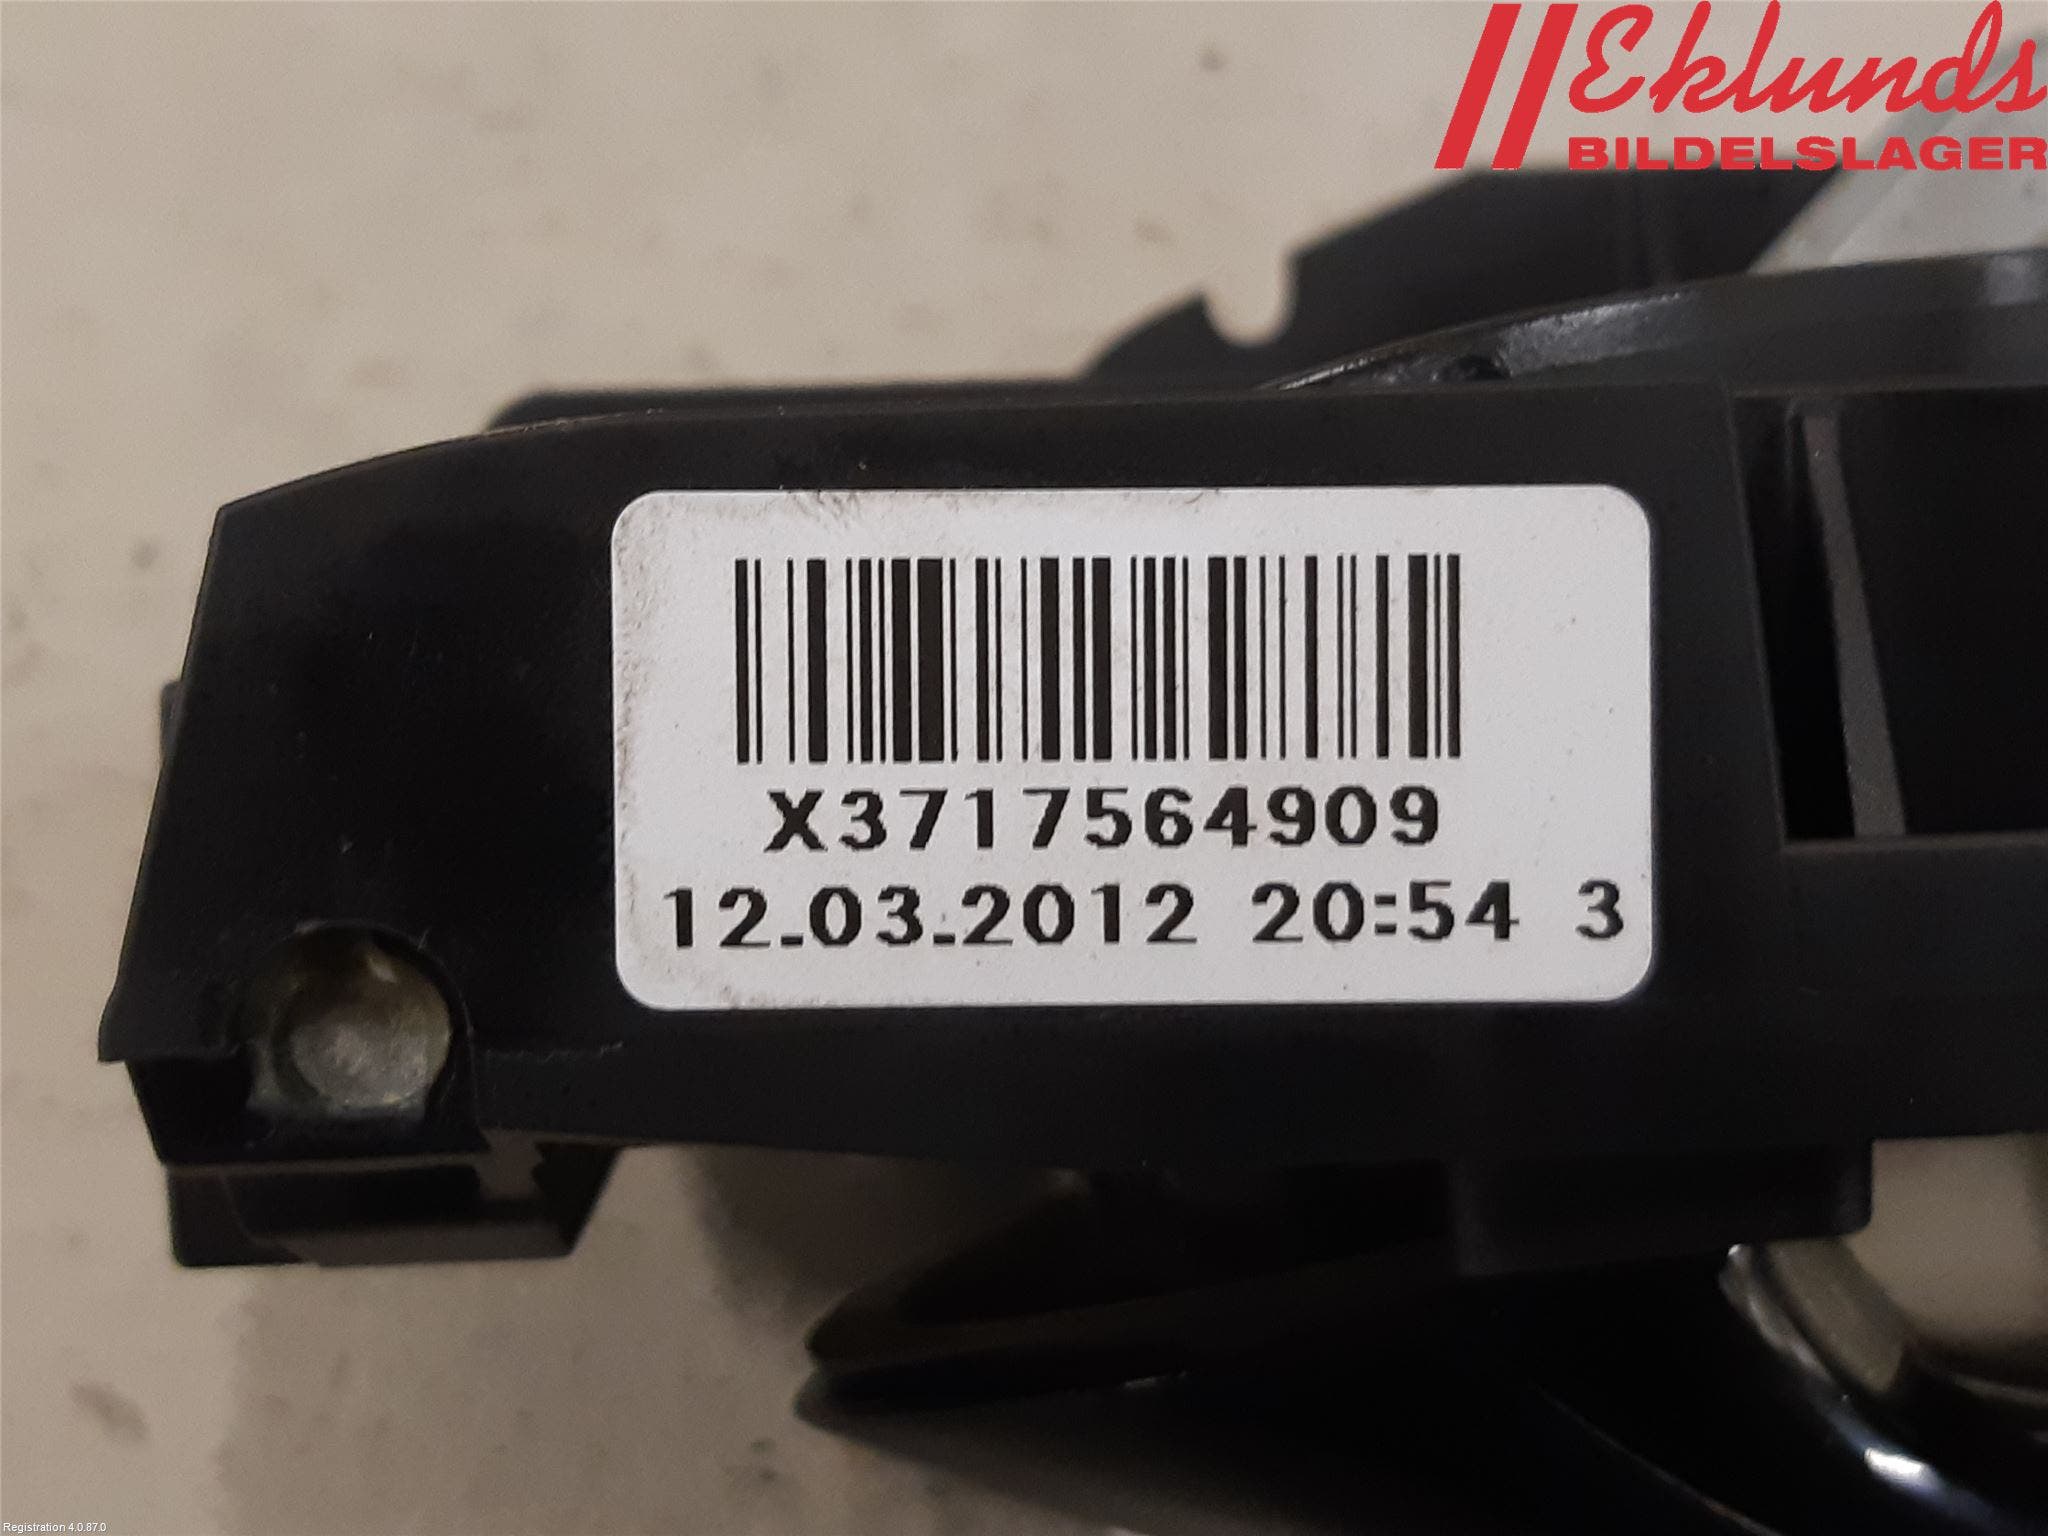 Eklunds
BILDELSLAGER
X3717564909
12.03.2012 20:54 3
Registration 4.0.87.0